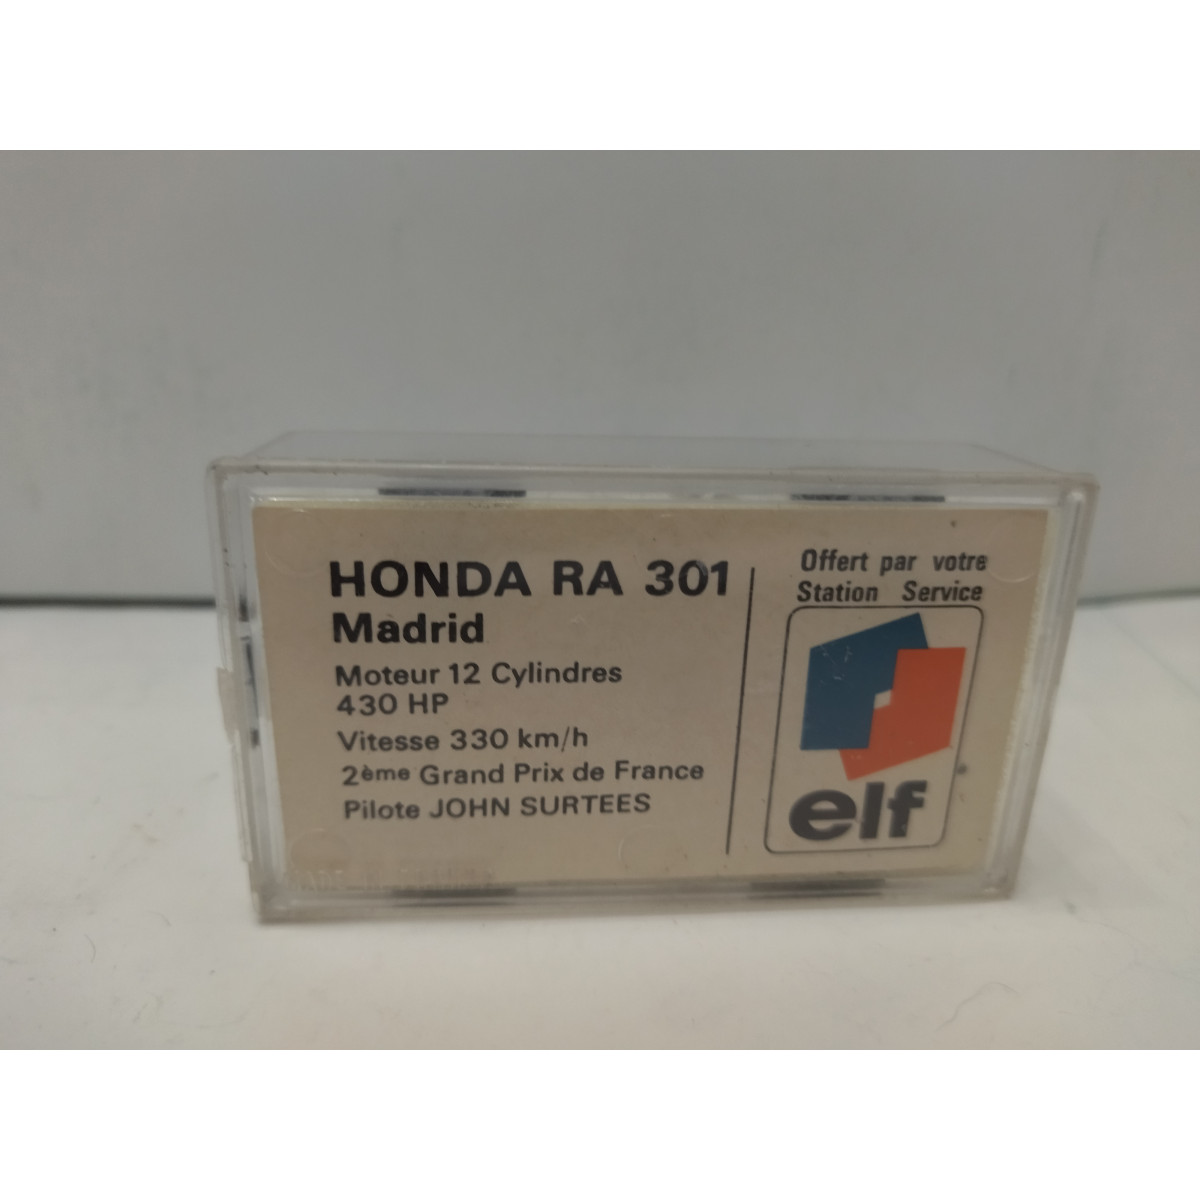 HONDA RA 301
Madrid
Moteur 12 Cylindres
430 HP
Vitesse 330 km/h
2ème Grand Prix de France
Pilote JOHN SURTEES
Offert par votre
Station Service
elf